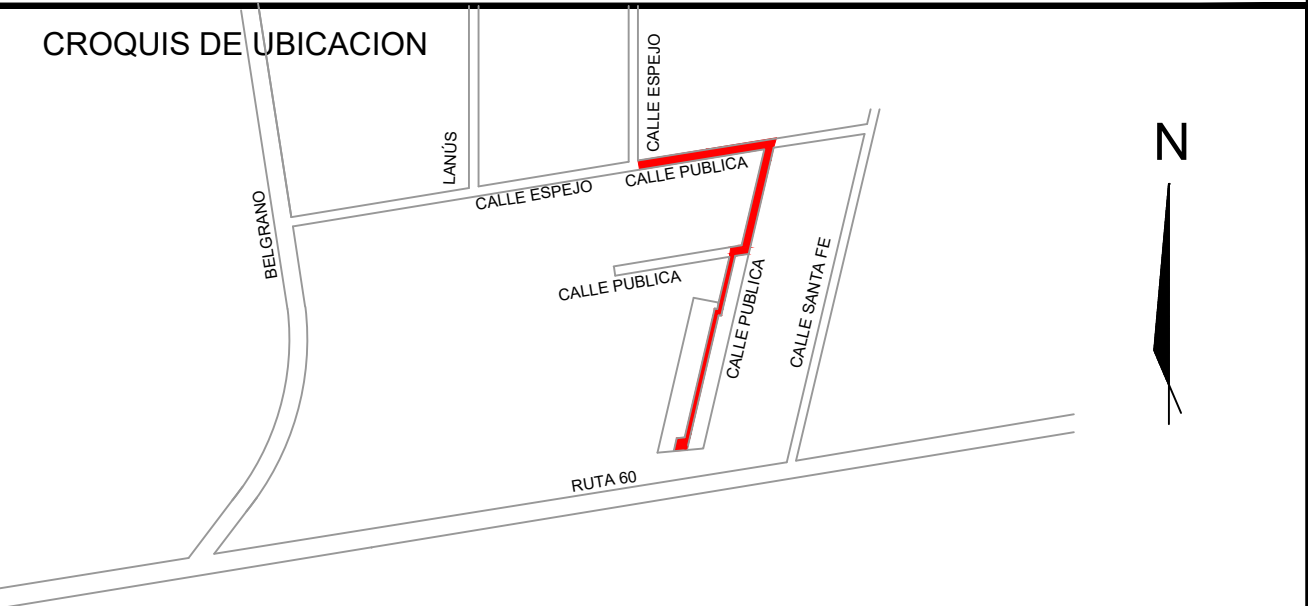 CROQUIS DE UBICACION
CALLE ESPEJO
N
LANÚS
CALLE PUBLICA
CALLE ESPEJO
BELGRANO
CALLE PUBLICA
CALLE PUBLICA
CALLE SANTA FE
RUTA 60